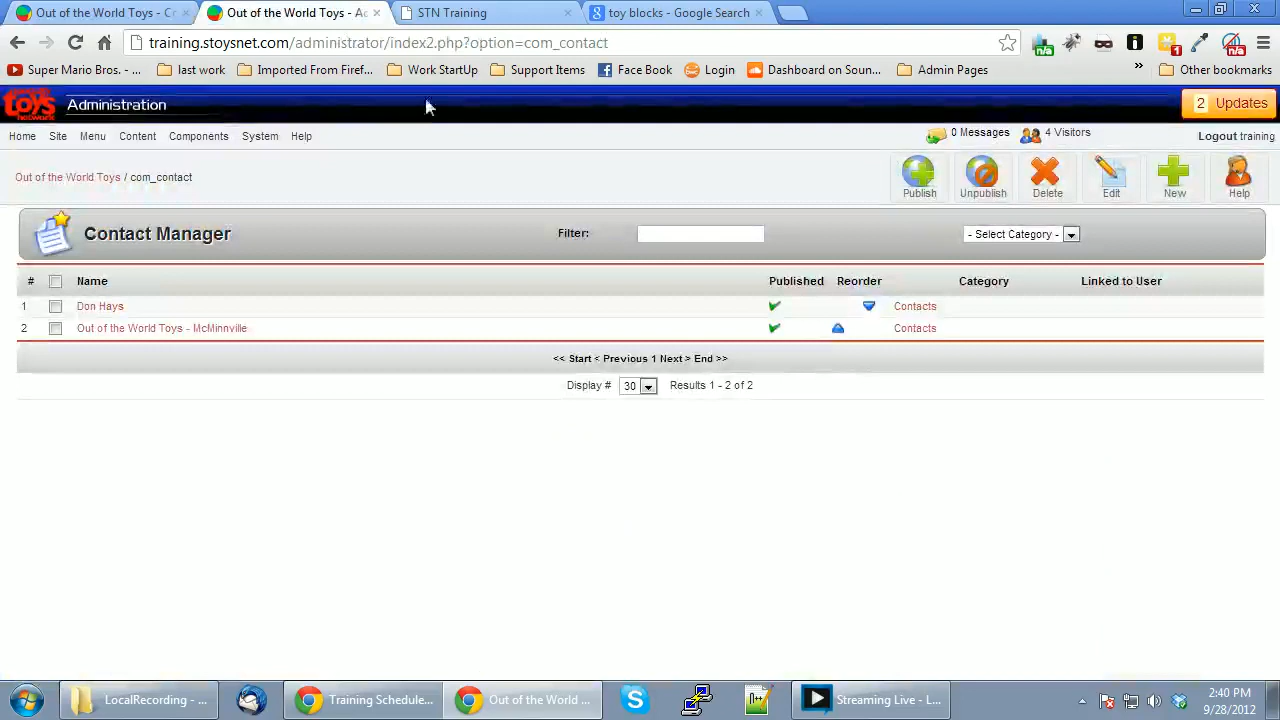 Out of the World Toys - Cr
Out of the World Toys - Ac
STN Training
toy blocks - Google Search
training.stoysnet.com/administrator/index2.php?option=com_contact
n/a
1
n/a
Super Mario Bros. - ...
last work
Imported From Firef...
Work StartUp
Support Items
Face Book
Login
Dashboard on Soun...
Admin Pages
»
Other bookmarks
toys Administration
2 Updates
Home Site Menu Content Components System Help
0 Messages 4 Visitors
Logout training
Out of the World Toys / com_contact
Publish Unpublish Delete Edit New Help
Contact Manager Filter: - Select Category -
# Name Published Reorder Category Linked to User
1 Don Hays Contacts
2 Out of the World Toys - McMinnville Contacts
<< Start < Previous 1 Next > End >>
Display # 30 Results 1 - 2 of 2
LocalRecording - ...
Training Schedule...
Out of the World ...
Streaming Live - L...
2:40 PM
9/28/2012